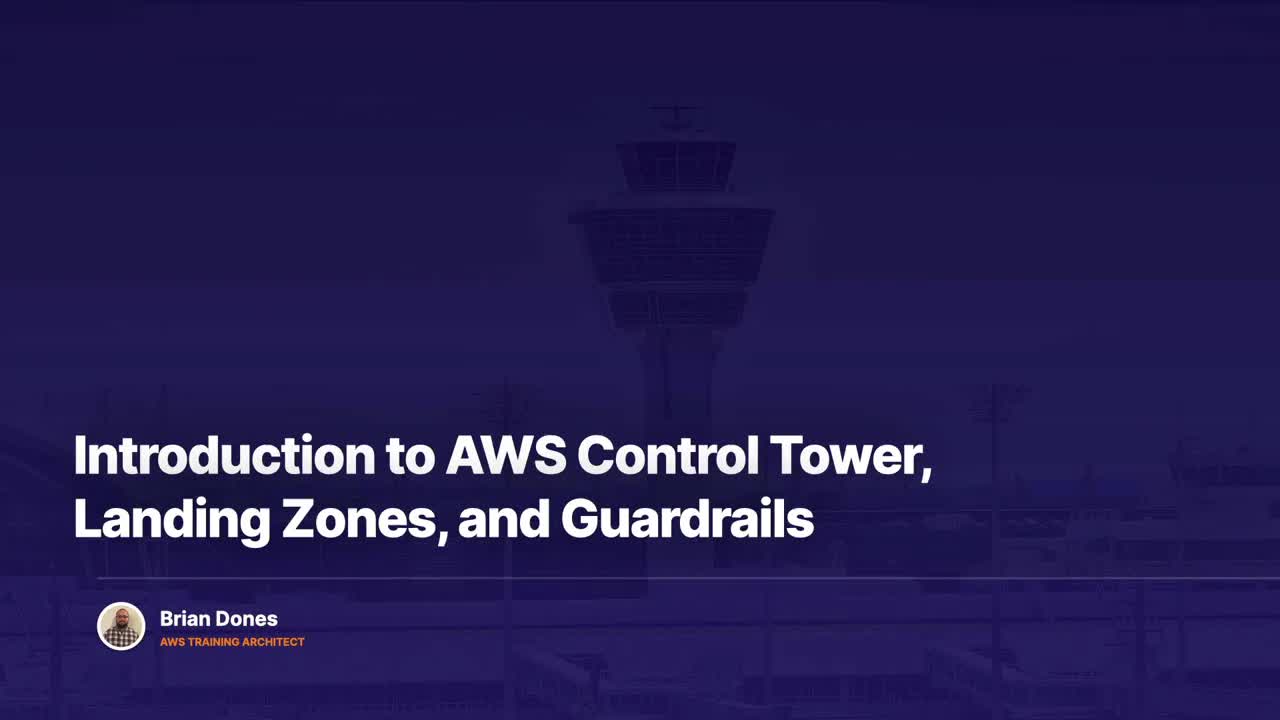 Introduction to AWS Control Tower,
Landing Zones, and Guardrails
Brian Dones
AWS TRAINING ARCHITECT